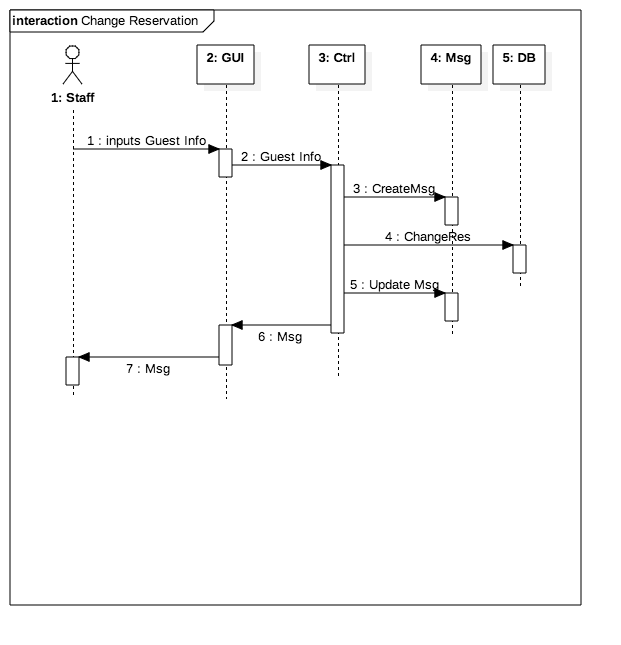 interaction Change Reservation
2: GUI
3: Ctrl
4: Msg
5: DB
1: Staff
1 : inputs Guest Info
2 : Guest Info
3 : CreateMsg
4 : ChangeRes
5 : Update Msg
6 : Msg
7 : Msg